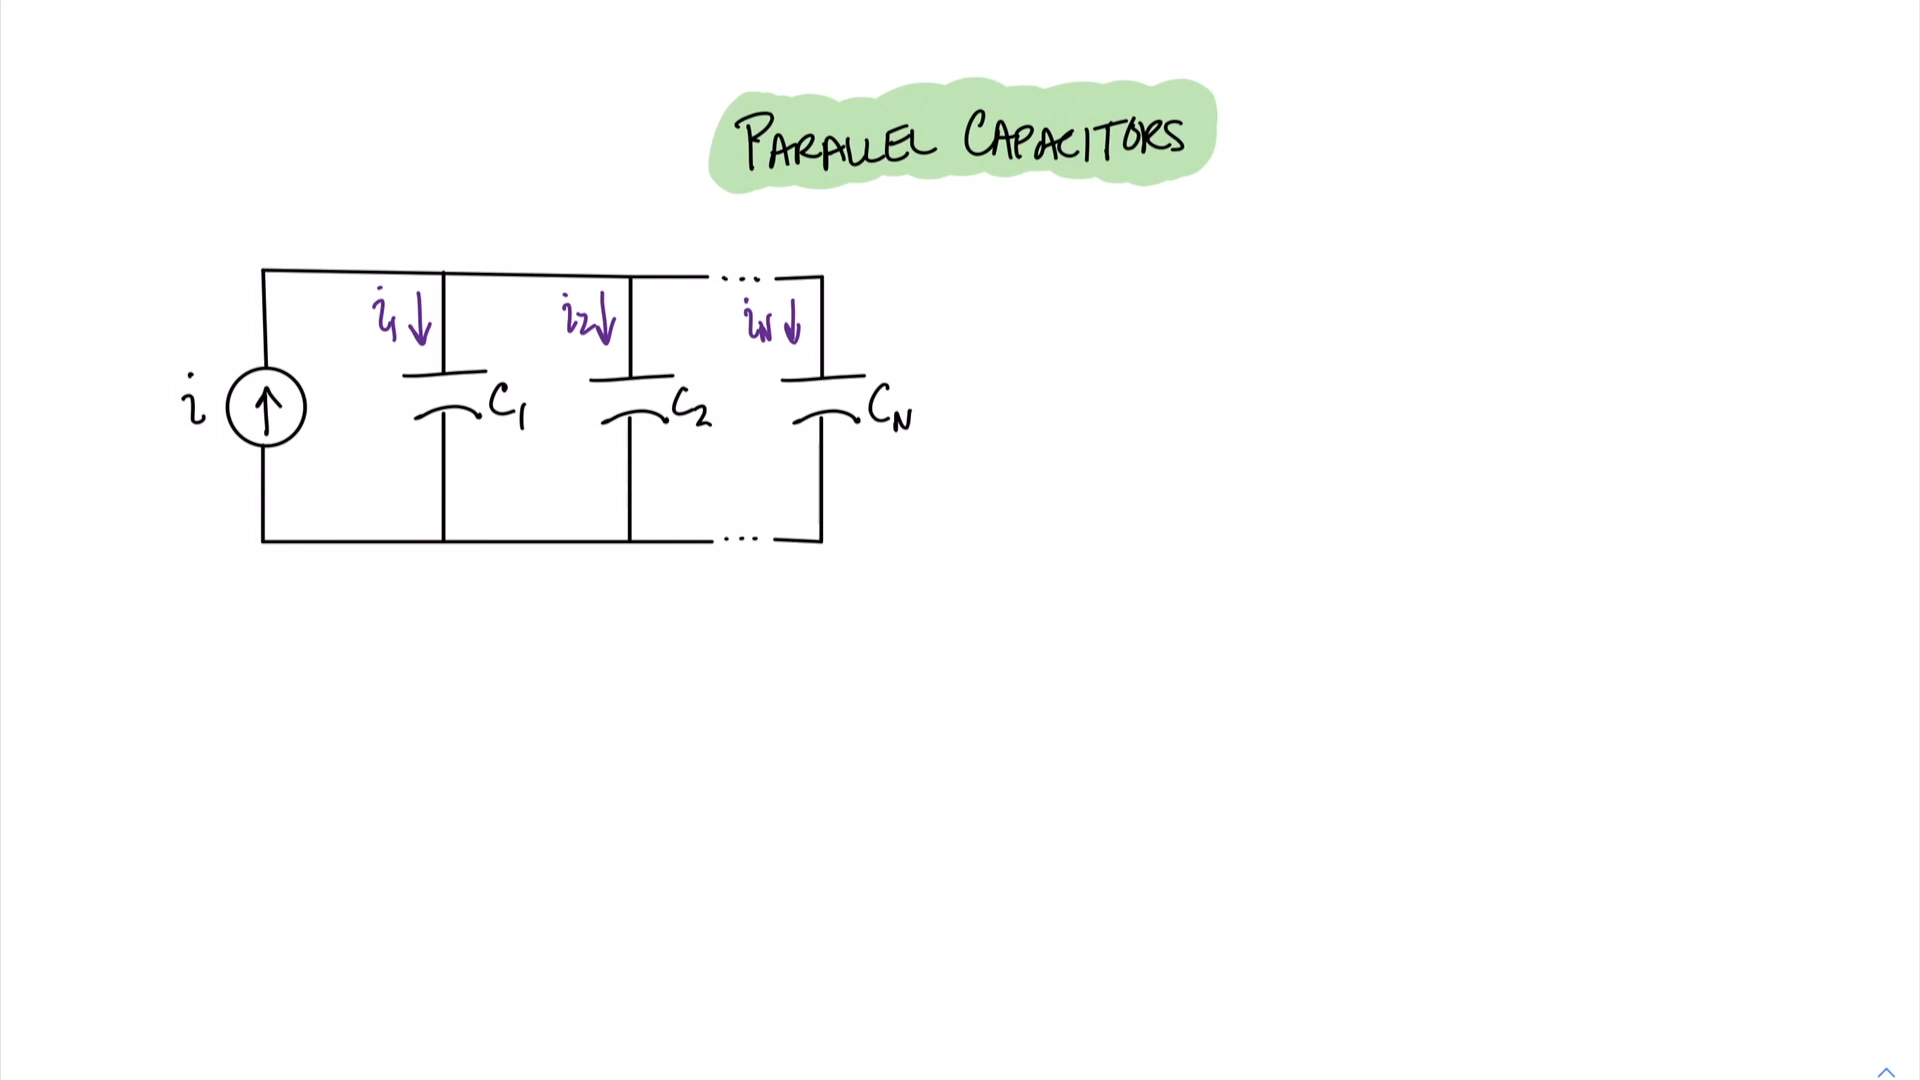 PARALLEL CAPACITORS
... 
i₁ i₂ i_N
i C₁ C₂ C_N
...